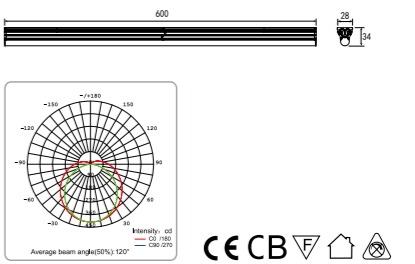 600
28
34
-/+180
-150 150
-120 120
-90 90
-60 60
-30 30
Intensity: cd
C0 /180
C90 /270
Average beam angle(50%): 120°
CE CB F